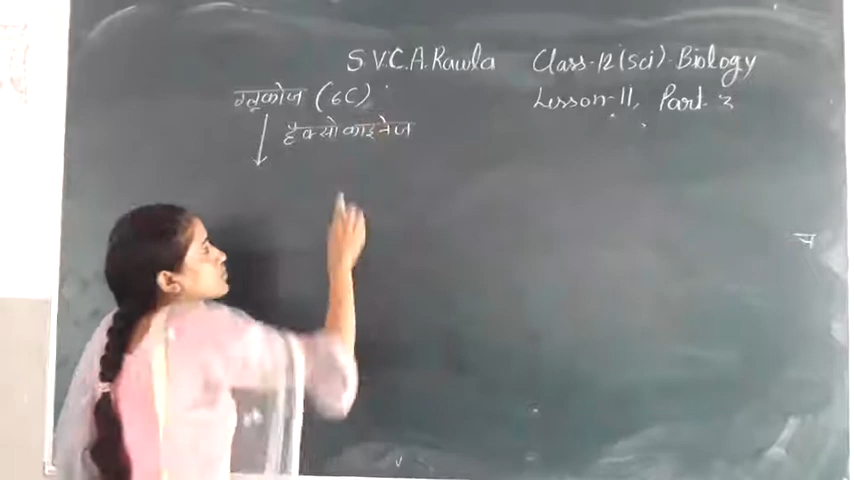 S.V.C.A. Rawla Class-12 (Sci) Biology
Lesson-11, Part-3
ग्लूकोज (6C)
हैक्सोकाइनेज
च